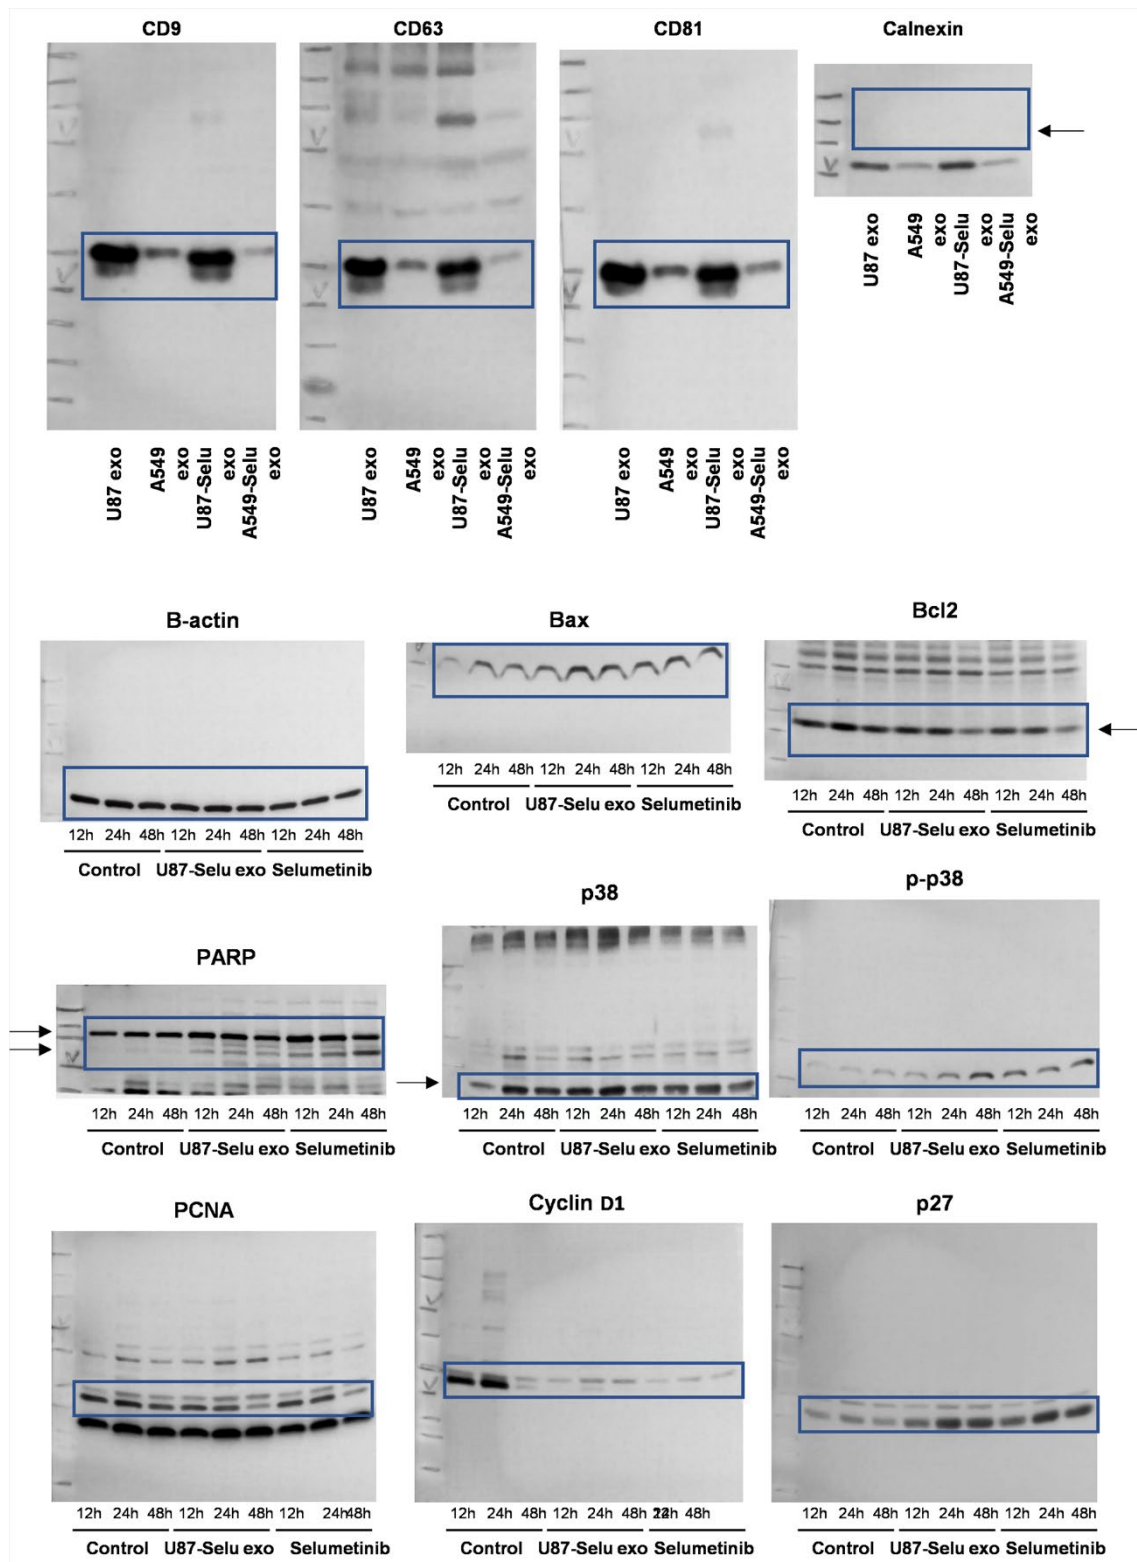 CD9
CD63
CD81
Calnexin
U87 exo
A549
exo
U87-Selu
exo
A549-Selu
exo
U87 exo
A549
exo
U87-Selu
exo
A549-Selu
exo
U87 exo
A549
exo
U87-Selu
exo
A549-Selu
exo
U87 exo
A549
exo
U87-Selu
exo
A549-Selu
exo
B-actin
12h 24h 48h 12h 24h 48h 12h 24h 48h
Control U87-Selu exo Selumetinib
Bax
12h 24h 48h 12h 24h 48h 12h 24h 48h
Control U87-Selu exo Selumetinib
Bcl2
12h 24h 48h 12h 24h 48h 12h 24h 48h
Control U87-Selu exo Selumetinib
PARP
12h 24h 48h 12h 24h 48h 12h 24h 48h
Control U87-Selu exo Selumetinib
p38
12h 24h 48h 12h 24h 48h 12h 24h 48h
Control U87-Selu exo Selumetinib
p-p38
12h 24h 48h 12h 24h 48h 12h 24h 48h
Control U87-Selu exo Selumetinib
PCNA
12h 24h 48h 12h 24h 48h 12h 24h48h
Control U87-Selu exo Selumetinib
Cyclin D1
12h 24h 48h 12h 24h 48h 48h
Control U87-Selu exo Selumetinib
p27
12h 24h 48h 12h 24h 48h 12h 24h 48h
Control U87-Selu exo Selumetinib